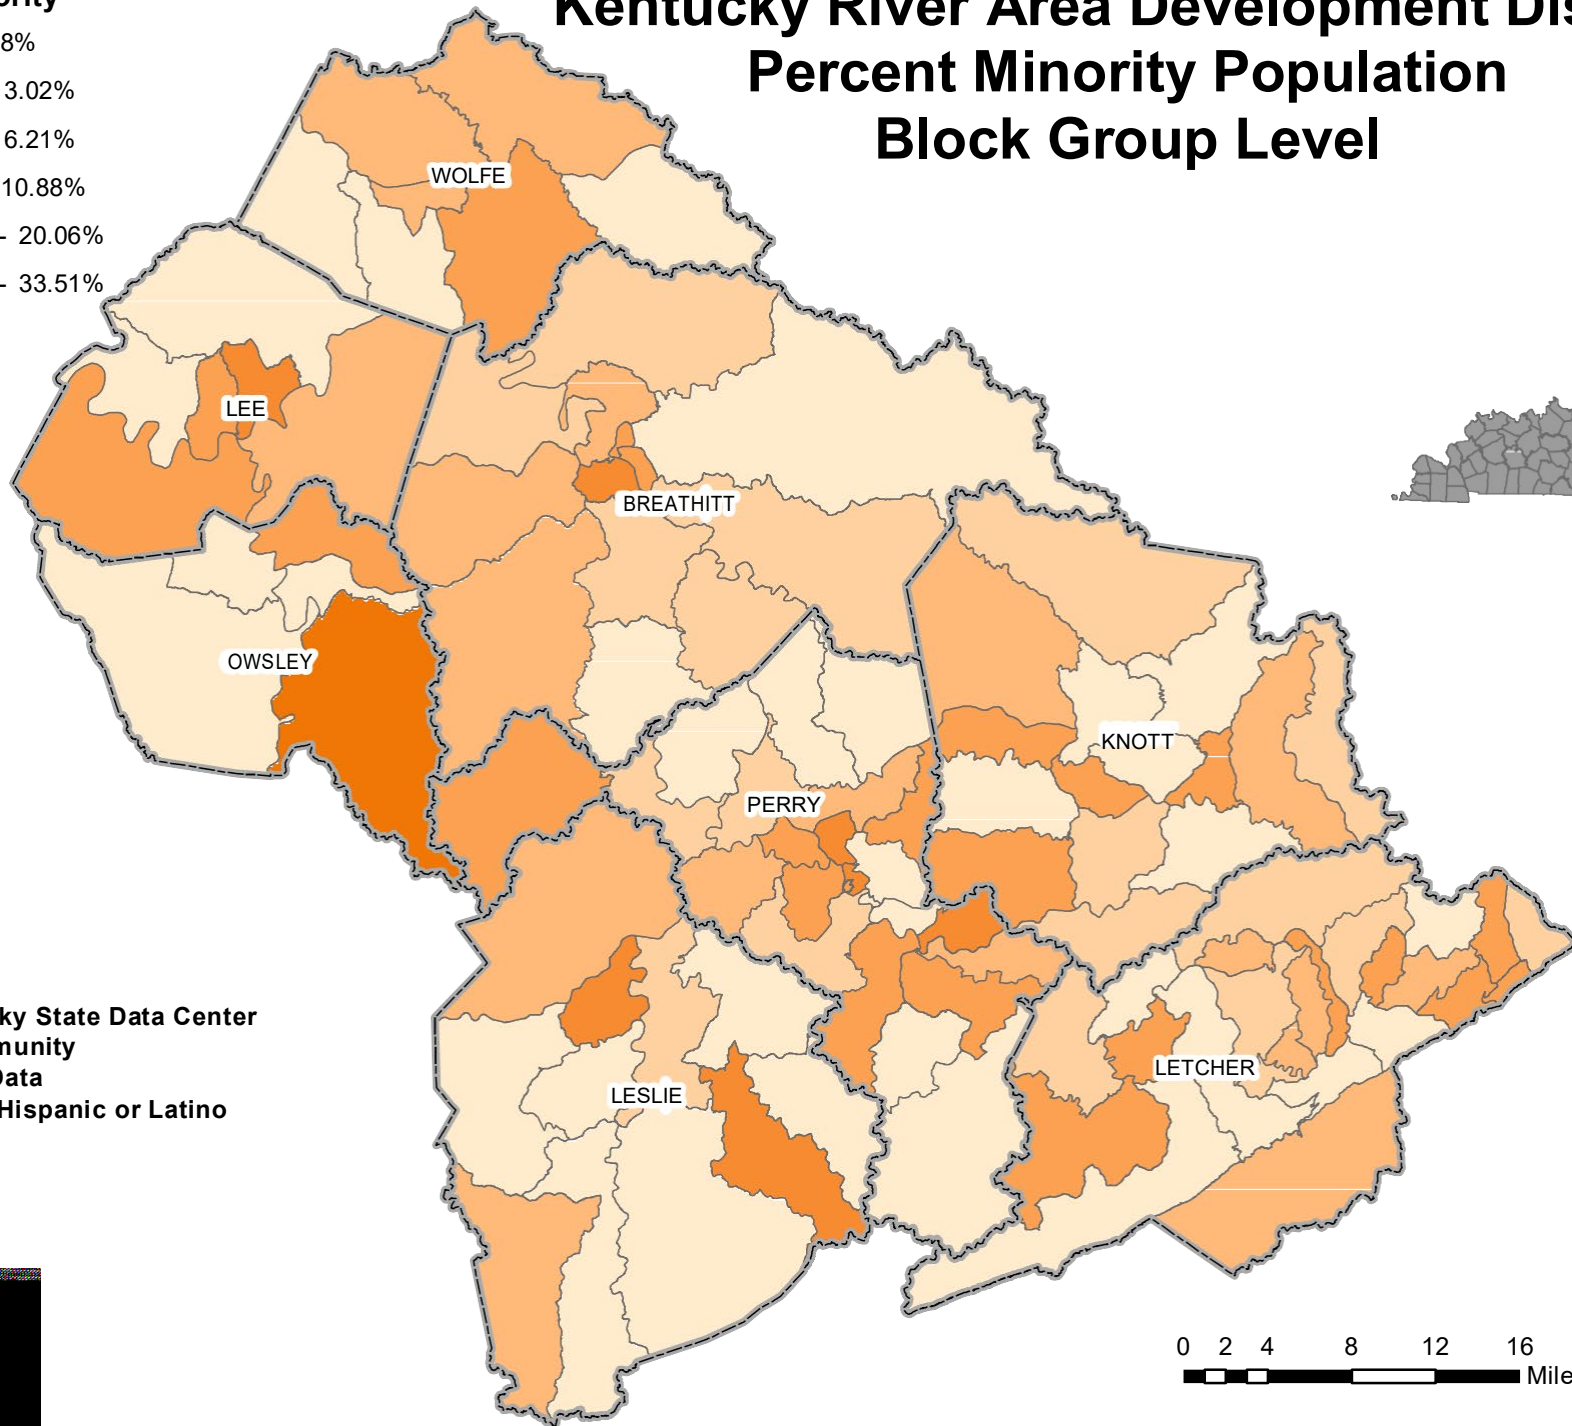 Kentucky River Area Development Dis
Percent Minority Population
Block Group Level
8%
3.02%
6.21%
10.88%
- 20.06%
- 33.51%
WOLFE
LEE
BREATHITT
OWSLEY
KNOTT
PERRY
LETCHER
LESLIE
ky State Data Center
munity
Data
Hispanic or Latino
0 2 4 8 12 16
Mile